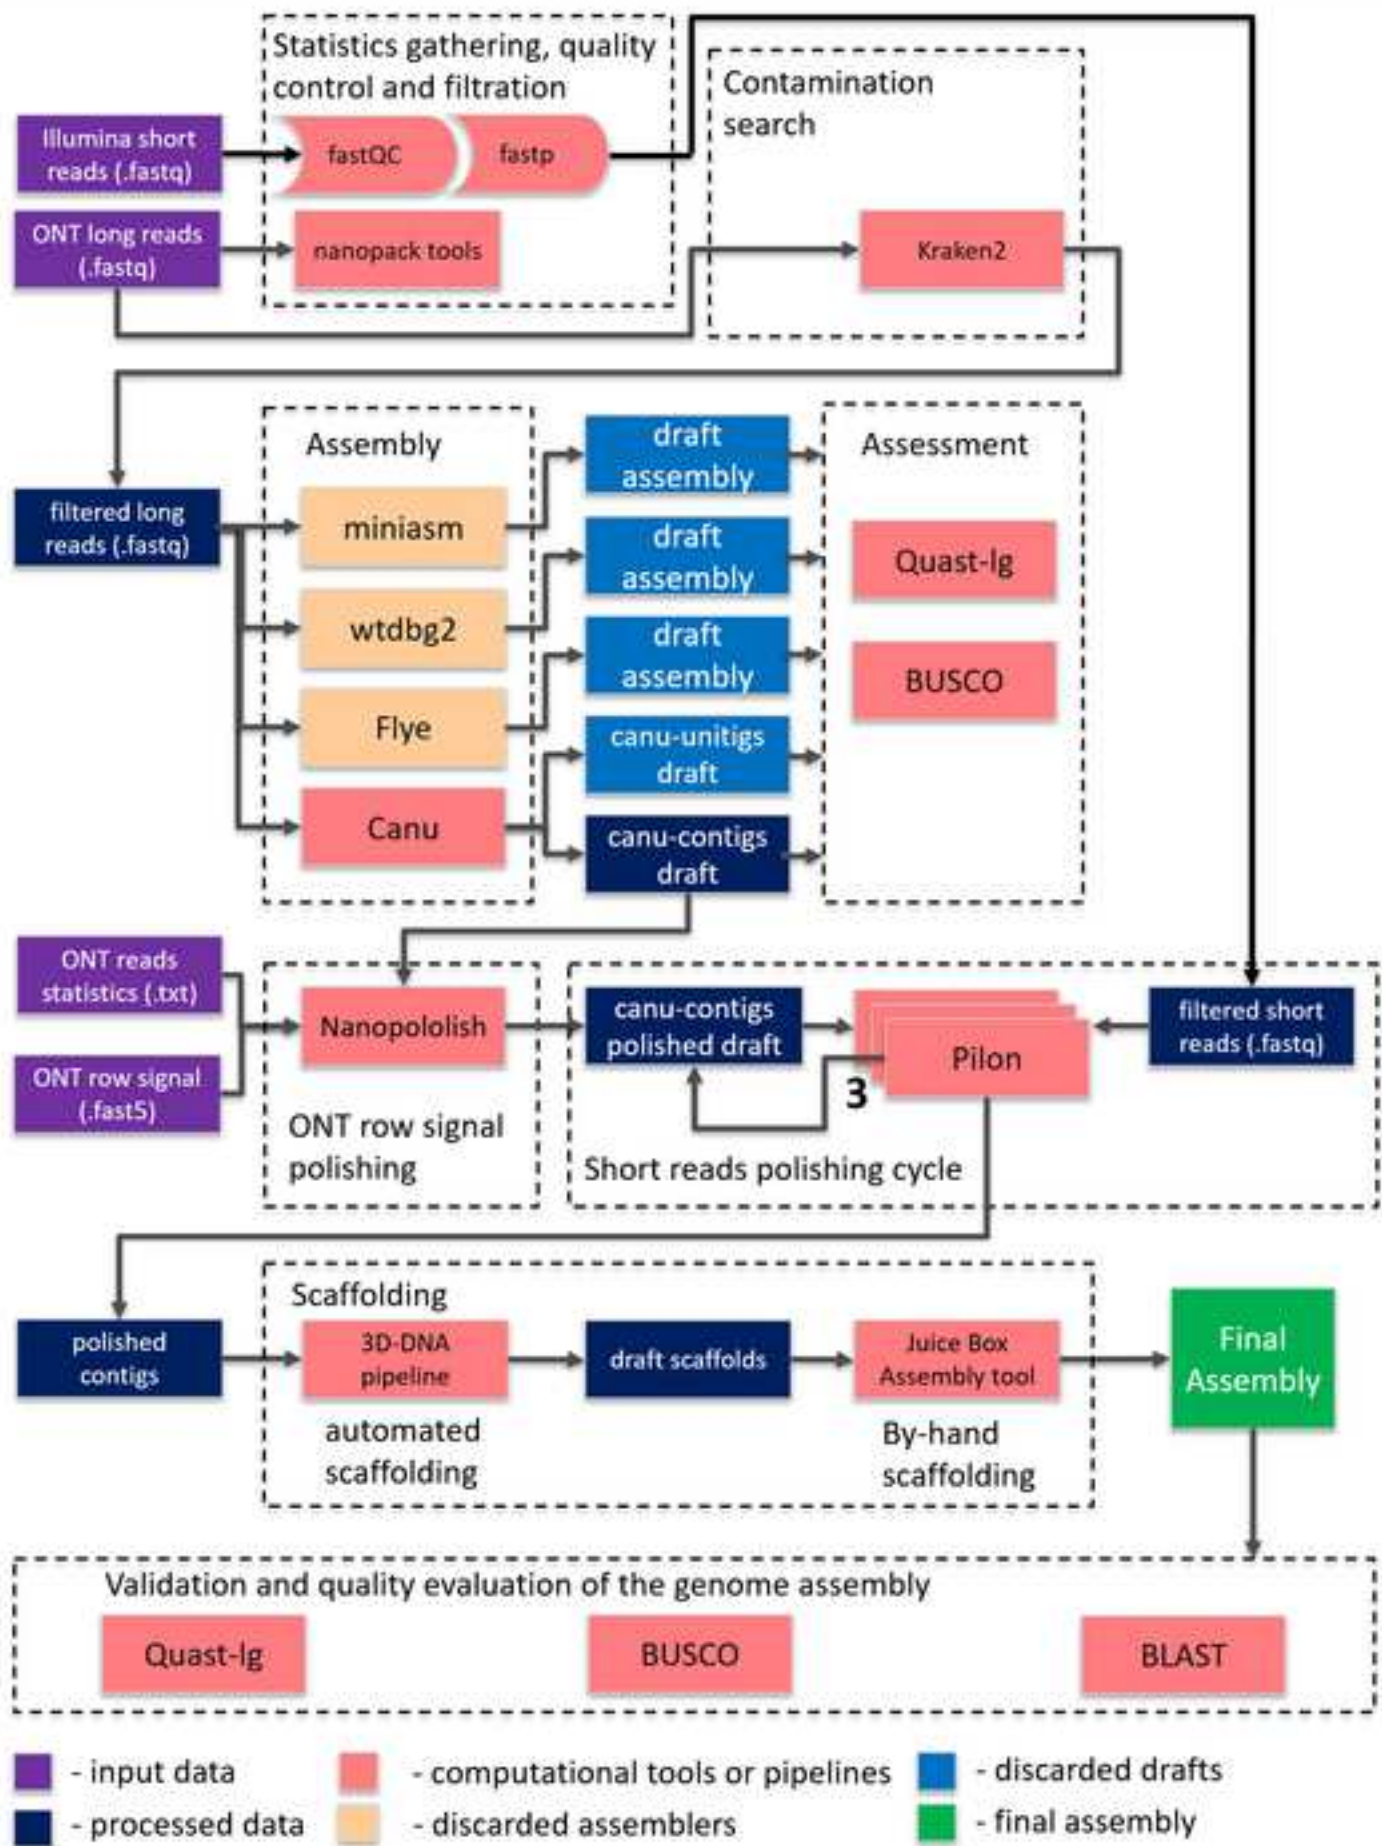 Statistics gathering, quality
control and filtration
Contamination
search
Illumina short
reads (.fastq)
fastQC
fastp
ONT long reads
(.fastq)
nanopack tools
Kraken2
Assembly
draft
assembly
Assessment
filtered long
reads (.fastq)
miniasm
draft
assembly
Quast-lg
wtdbg2
draft
assembly
BUSCO
Flye
canu-unitigs
draft
Canu
canu-contigs
draft
ONT reads
statistics (.txt)
Nanopololish
canu-contigs
polished draft
Pilon
filtered short
reads (.fastq)
3
ONT row signal
(.fast5)
ONT row signal
polishing
Short reads polishing cycle
Scaffolding
polished
contigs
3D-DNA
pipeline
draft scaffolds
Juice Box
Assembly tool
Final
Assembly
automated
scaffolding
By-hand
scaffolding
Validation and quality evaluation of the genome assembly
Quast-lg
BUSCO
BLAST
- input data
- computational tools or pipelines
- discarded drafts
- processed data
- discarded assemblers
- final assembly